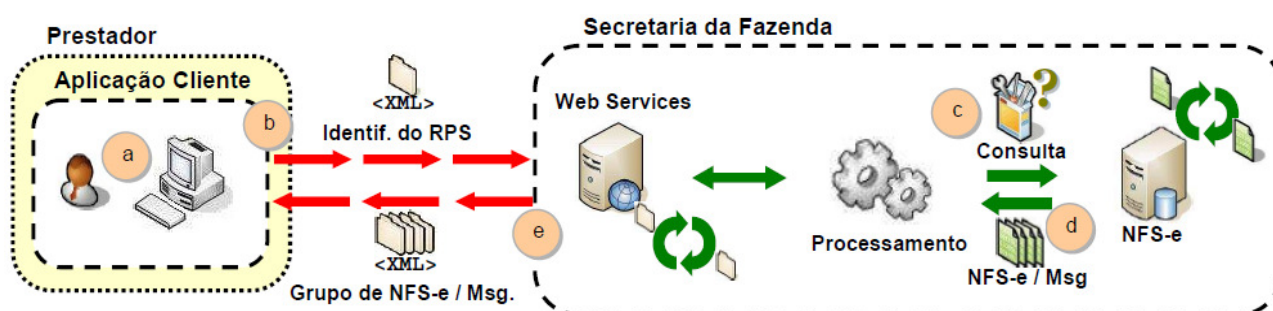 Prestador
Aplicação Cliente
a
b
<XML>
Identif. do RPS
<XML>
Grupo de NFS-e / Msg.
Secretaria da Fazenda
Web Services
e
Processamento
c
?
Consulta
d
NFS-e / Msg
NFS-e